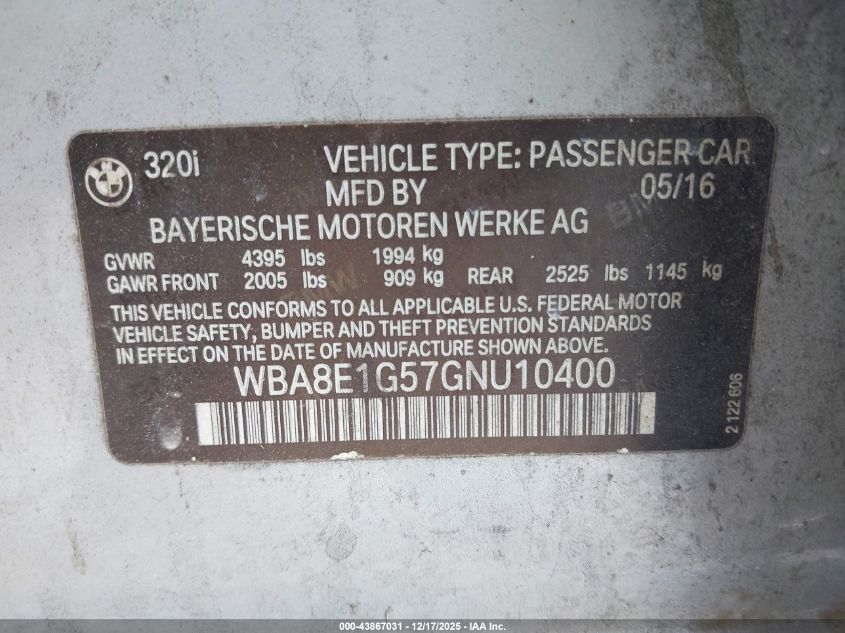 320i VEHICLE TYPE: PASSENGER CAR
MFD BY 05/16
BAYERISCHE MOTOREN WERKE AG
GVWR 4395 lbs 1994 kg
GAWR FRONT 2005 lbs 909 kg REAR 2525 lbs 1145 kg
THIS VEHICLE CONFORMS TO ALL APPLICABLE U.S. FEDERAL MOTOR
VEHICLE SAFETY, BUMPER AND THEFT PREVENTION STANDARDS
IN EFFECT ON THE DATE OF MANUFACTURE SHOWN ABOVE.
WBA8E1G57GNU10400
2 122 606
000-43867031 - 12/17/2025 - IAA Inc.